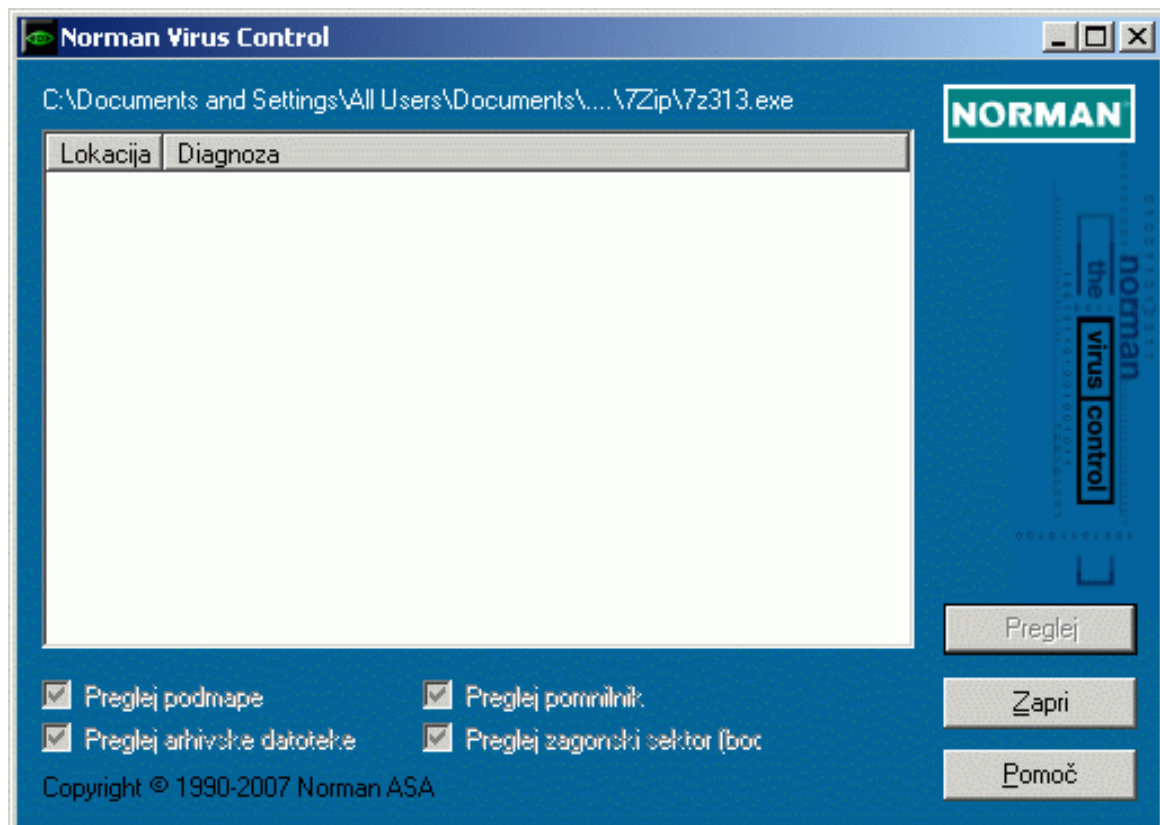 Norman Virus Control
C:\Documents and Settings\All Users\Documents\....\7Zip\7z313.exe
NORMAN
Lokacija Diagnoza
the norman
virus control
Preglej
Preglej podmape
Preglej pomnilnik
Zapri
Preglej arhivske datoteke
Preglej zagonski sektor (boc
Pomoč
Copyright © 1990-2007 Norman ASA